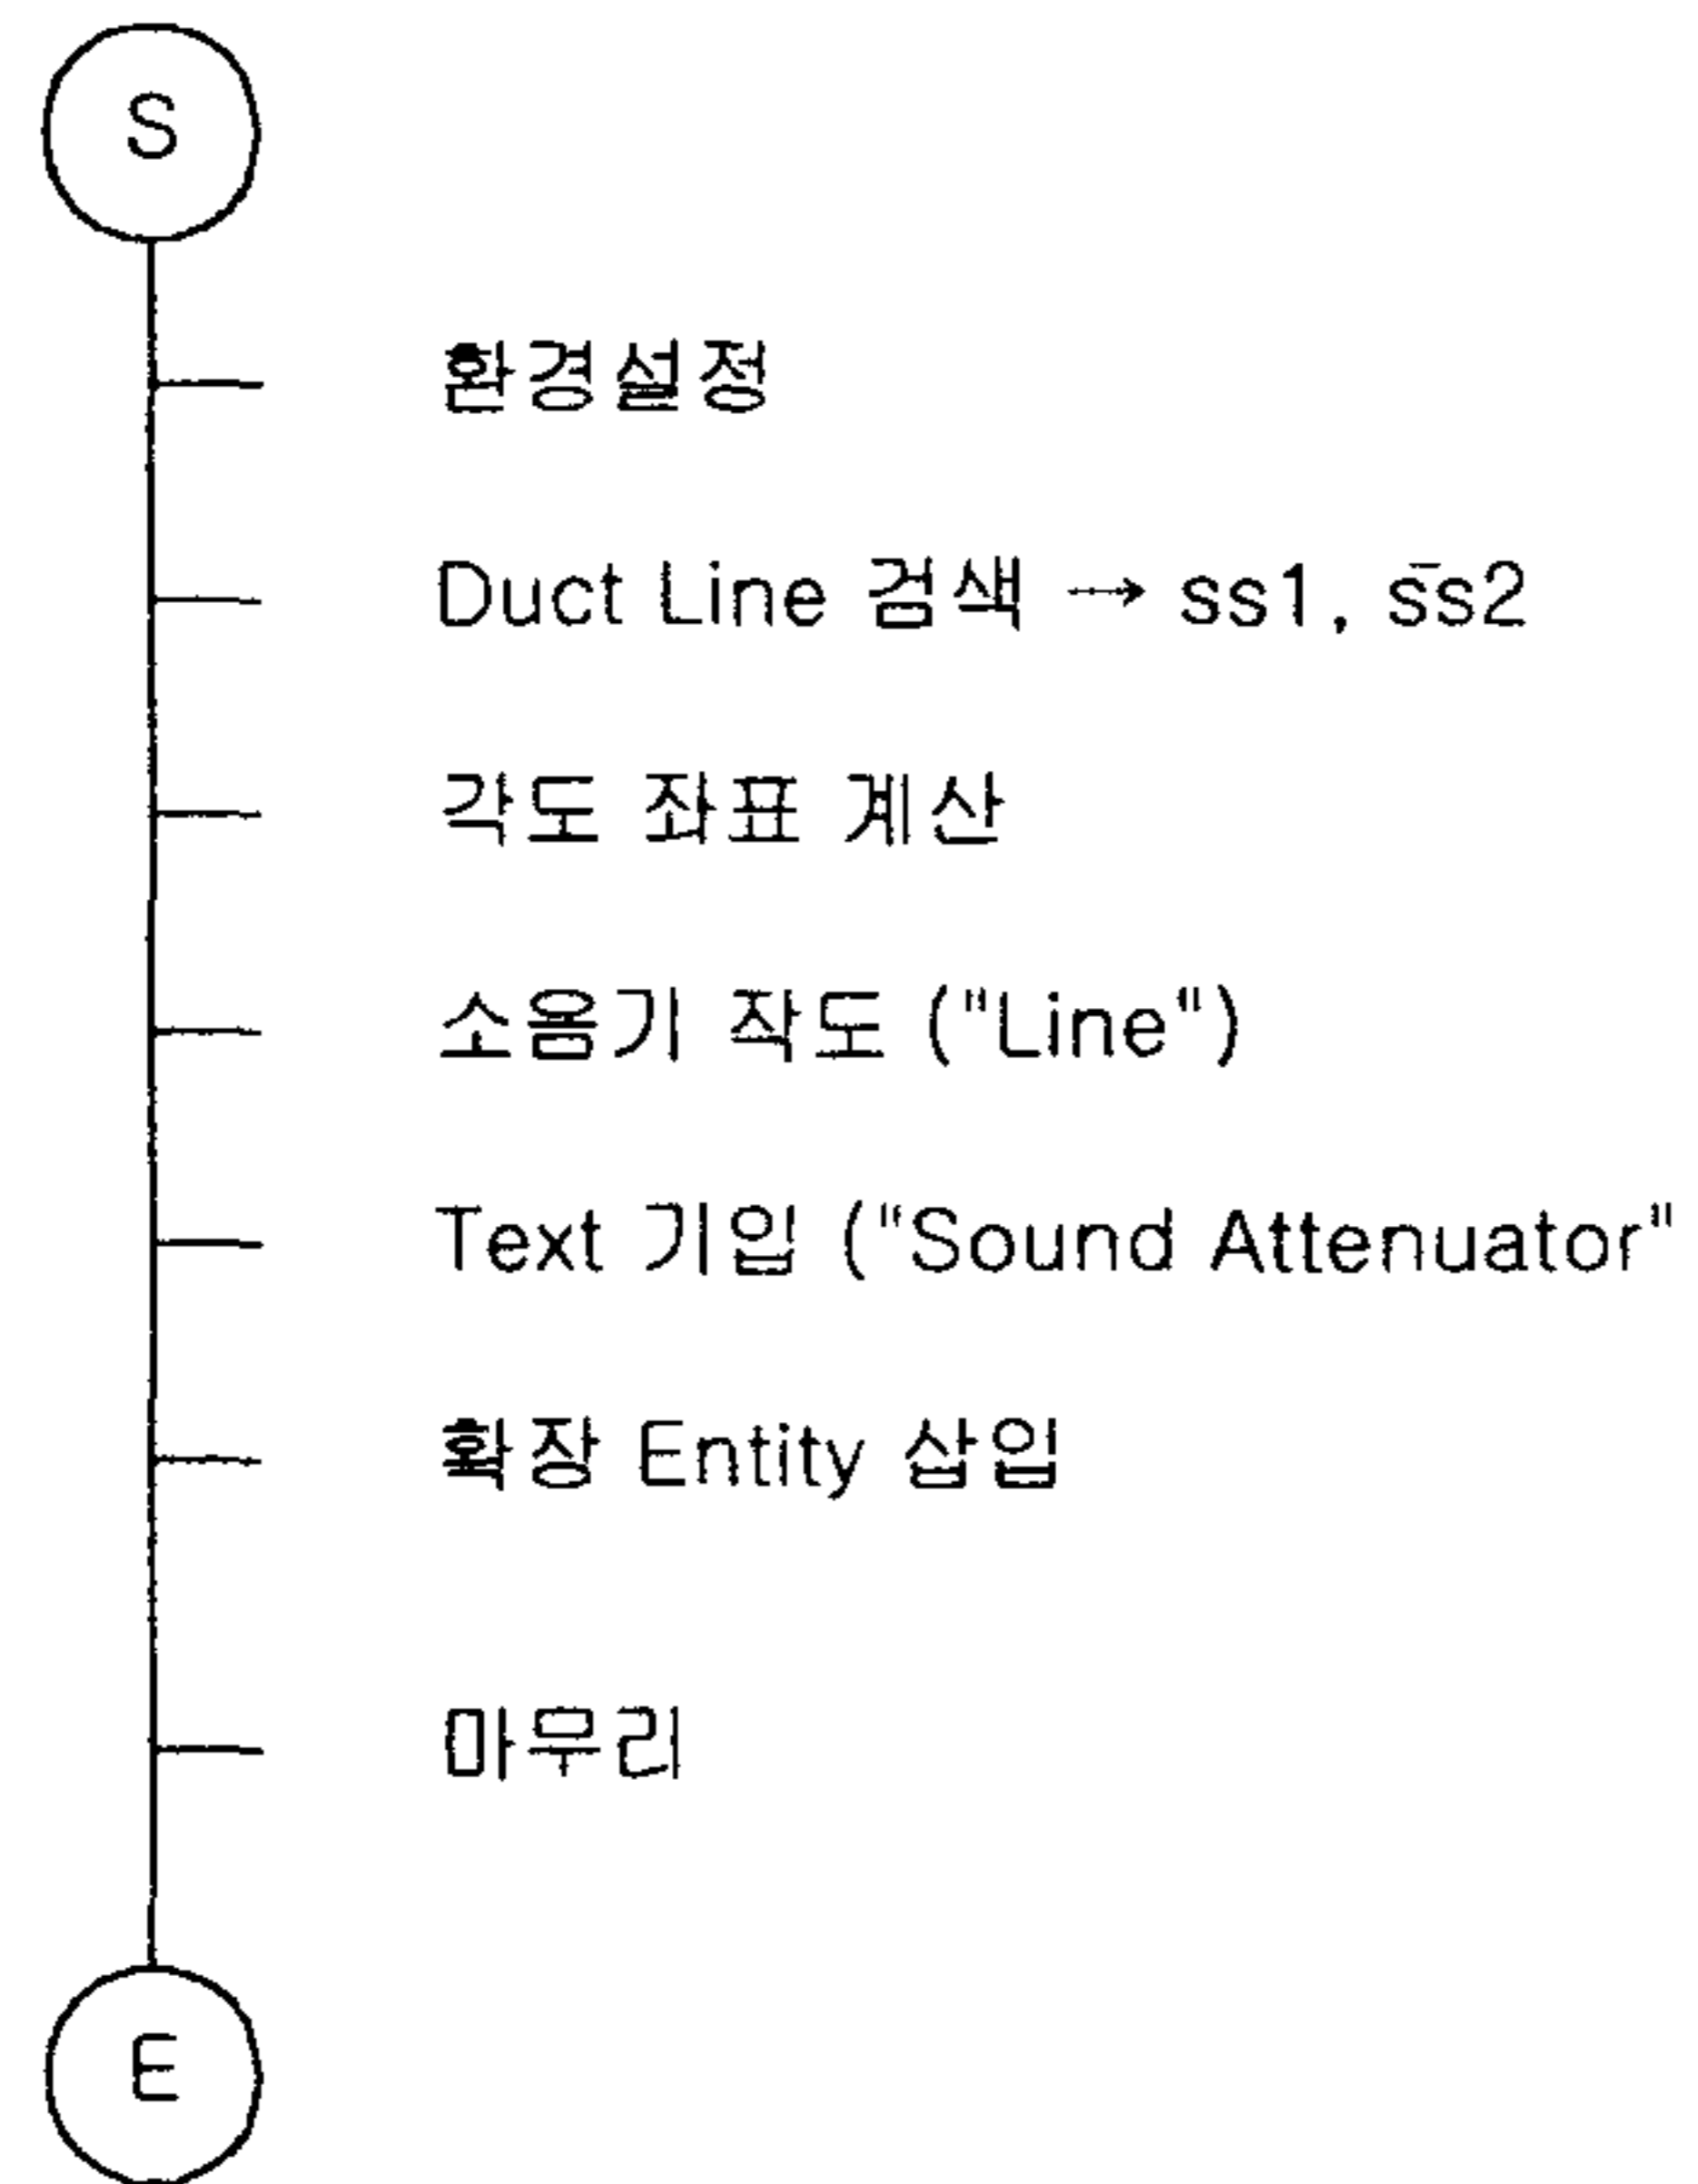 S
환경설정
Duct Line 검색 → ss1, ss2
각도 좌표 계산
소음기 작도 ("Line")
Text 기입 ("Sound Attenuator"
확장 Entity 삽입
마무리
E